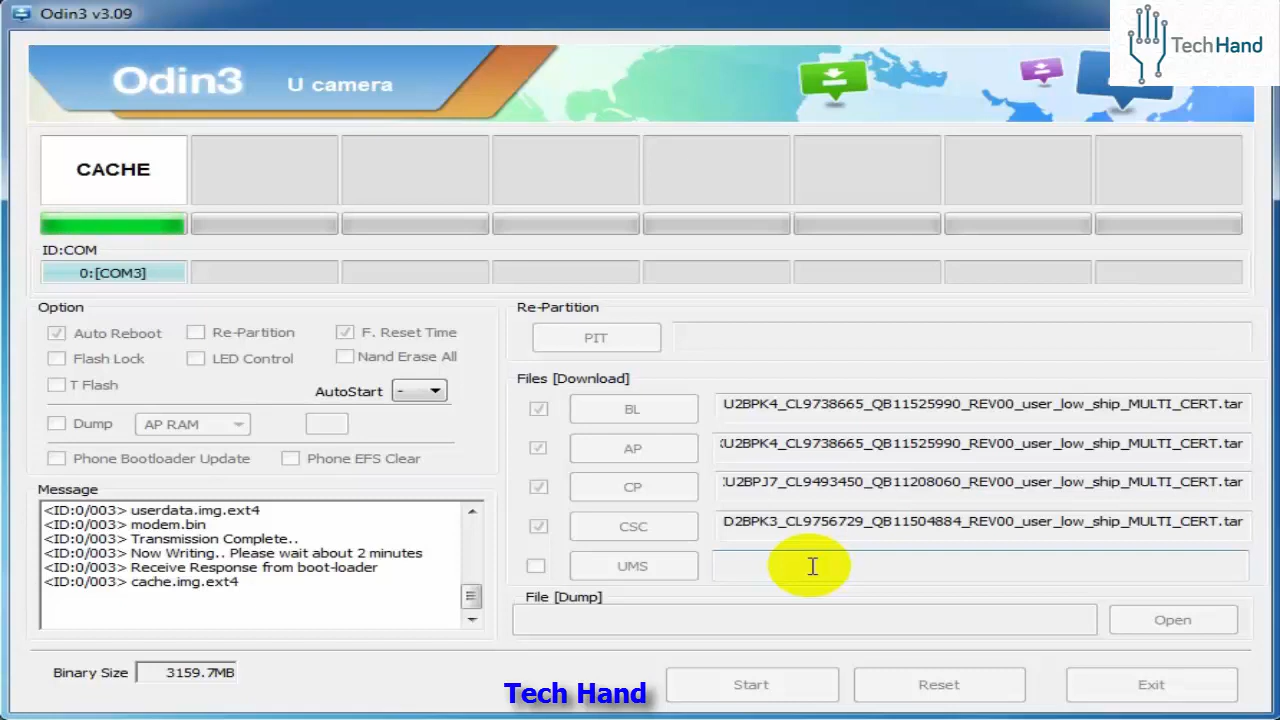 Odin3 v3.09
TechHand
Odin3 U camera
CACHE
ID:COM
0:[COM3]
Option
Auto Reboot
Re-Partition
F. Reset Time
Flash Lock
LED Control
Nand Erase All
T Flash
AutoStart -
Dump
AP RAM
Phone Bootloader Update
Phone EFS Clear
Message
<ID:0/003> userdata.img.ext4
<ID:0/003> modem.bin
<ID:0/003> Transmission Complete..
<ID:0/003> Now Writing.. Please wait about 2 minutes
<ID:0/003> Receive Response from boot-loader
<ID:0/003> cache.img.ext4
Re-Partition
PIT
Files [Download]
BL
U2BPK4_CL9738665_QB11525990_REV00_user_low_ship_MULTI_CERT.tar
AP
U2BPK4_CL9738665_QB11525990_REV00_user_low_ship_MULTI_CERT.tar
CP
U2BPJ7_CL9493450_QB11208060_REV00_user_low_ship_MULTI_CERT.tar
CSC
D2BPK3_CL9756729_QB11504884_REV00_user_low_ship_MULTI_CERT.tar
UMS
File [Dump]
Open
Binary Size
3159.7MB
Tech Hand
Start
Reset
Exit